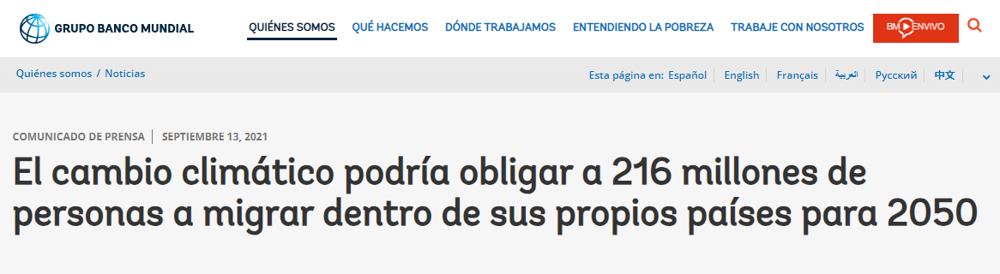 GRUPO BANCO MUNDIAL
QUIÉNES SOMOS QUÉ HACEMOS DÓNDE TRABAJAMOS ENTENDIENDO LA POBREZA TRABAJE CON NOSOTROS BM ENVIVO
Quiénes somos / Noticias
Esta página en: Español English Français العربية Русский 中文
COMUNICADO DE PRENSA SEPTIEMBRE 13, 2021
El cambio climático podría obligar a 216 millones de
personas a migrar dentro de sus propios países para 2050